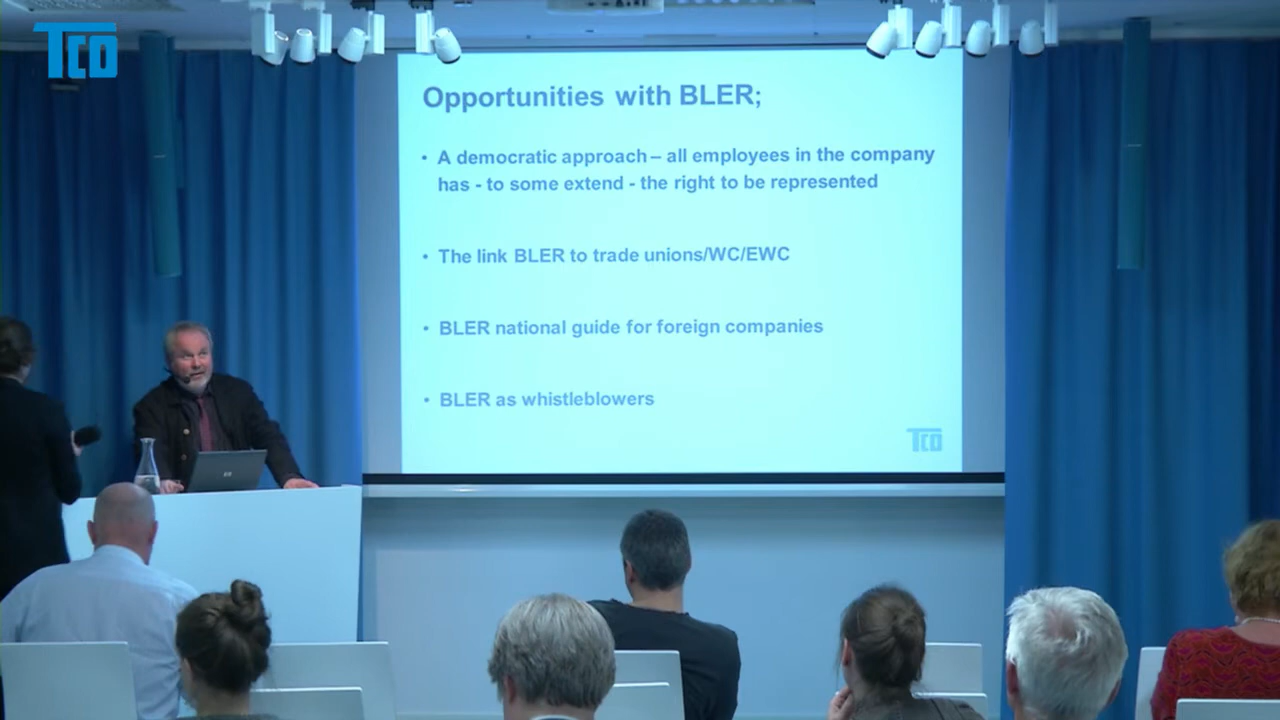 TCO
Opportunities with BLER;
• A democratic approach – all employees in the company
has - to some extend - the right to be represented
• The link BLER to trade unions/WC/EWC
• BLER national guide for foreign companies
• BLER as whistleblowers
TCO
hp